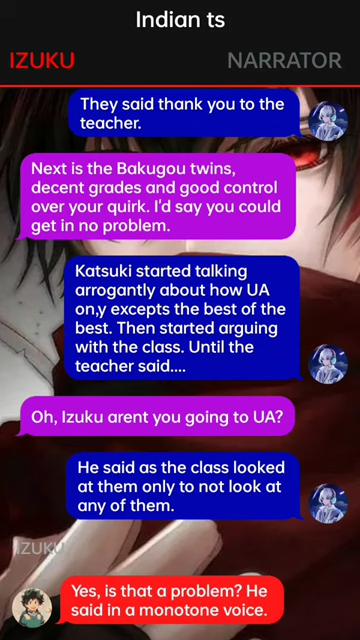 Indian ts
IZUKU NARRATOR
They said thank you to the
teacher.
Next is the Bakugou twins,
decent grades and good control
over your quirk. I'd say you could
get in no problem.
Katsuki started talking
arrogantly about how UA
on,y excepts the best of the
best. Then started arguing
with the class. Until the
teacher said....
Oh, Izuku arent you going to UA?
He said as the class looked
at them only to not look at
any of them.
IZUKU
Yes, is that a problem? He
said in a monotone voice.